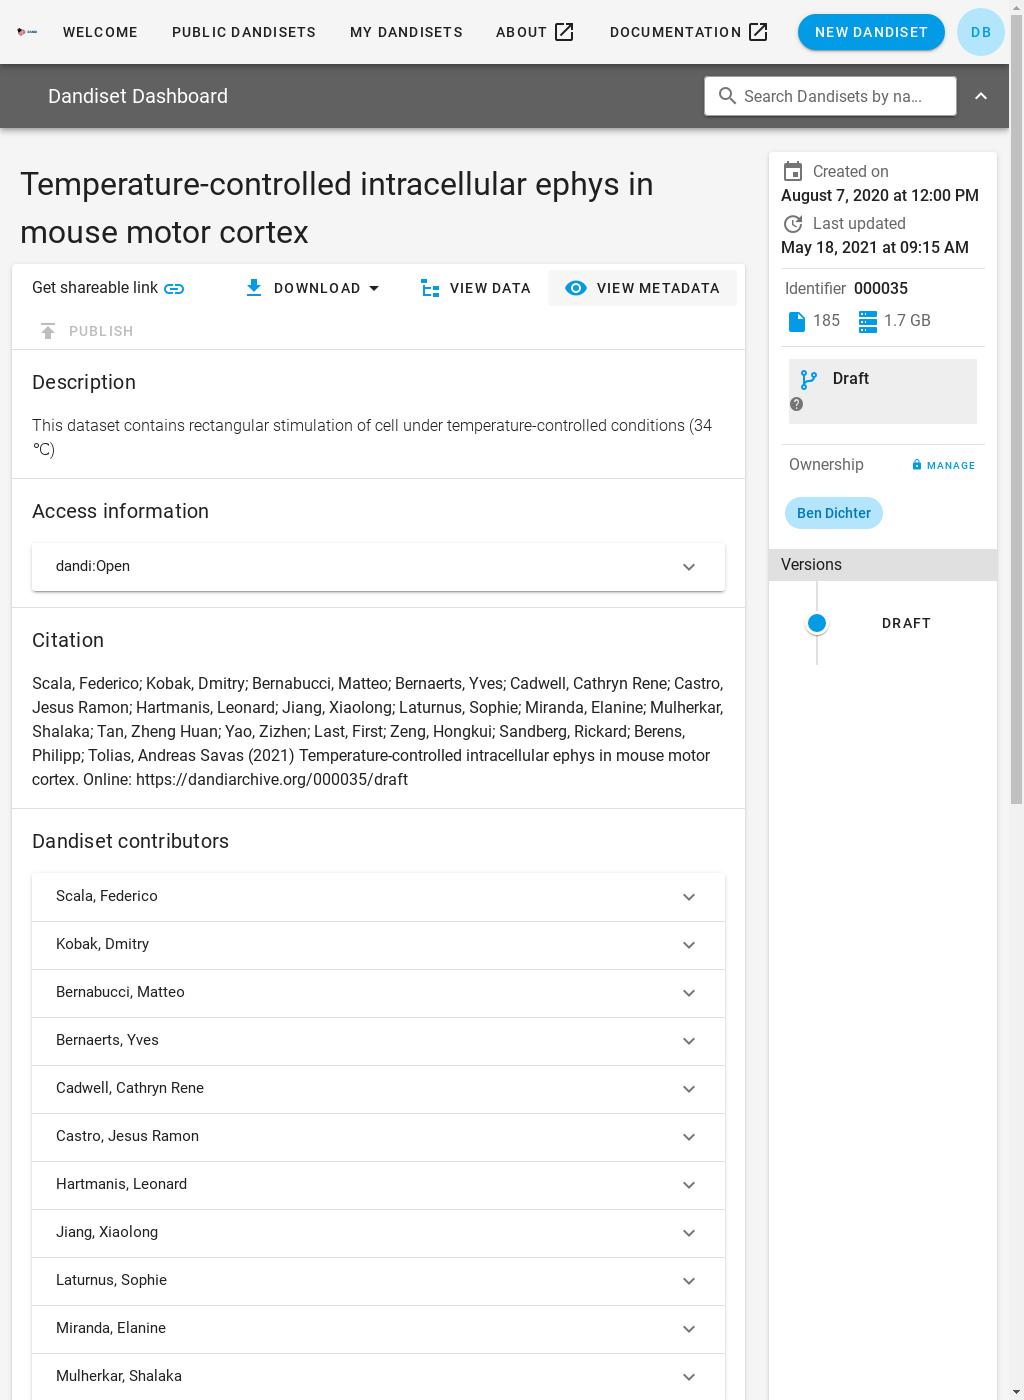 WELCOME PUBLIC DANDISETS MY DANDISETS ABOUT DOCUMENTATION NEW DANDISET DB
Dandiset Dashboard Search Dandisets by na...
Temperature-controlled intracellular ephys in
mouse motor cortex
Get shareable link DOWNLOAD VIEW DATA VIEW METADATA
PUBLISH
Description
This dataset contains rectangular stimulation of cell under temperature-controlled conditions (34
℃)
Access information
dandi:Open
Citation
Scala, Federico; Kobak, Dmitry; Bernabucci, Matteo; Bernaerts, Yves; Cadwell, Cathryn Rene; Castro,
Jesus Ramon; Hartmanis, Leonard; Jiang, Xiaolong; Laturnus, Sophie; Miranda, Elanine; Mulherkar,
Shalaka; Tan, Zheng Huan; Yao, Zizhen; Last, First; Zeng, Hongkui; Sandberg, Rickard; Berens,
Philipp; Tolias, Andreas Savas (2021) Temperature-controlled intracellular ephys in mouse motor
cortex. Online: https://dandiarchive.org/000035/draft
Dandiset contributors
Scala, Federico
Kobak, Dmitry
Bernabucci, Matteo
Bernaerts, Yves
Cadwell, Cathryn Rene
Castro, Jesus Ramon
Hartmanis, Leonard
Jiang, Xiaolong
Laturnus, Sophie
Miranda, Elanine
Mulherkar, Shalaka
Created on
August 7, 2020 at 12:00 PM
Last updated
May 18, 2021 at 09:15 AM
Identifier 000035
185 1.7 GB
Draft
Ownership MANAGE
Ben Dichter
Versions
DRAFT